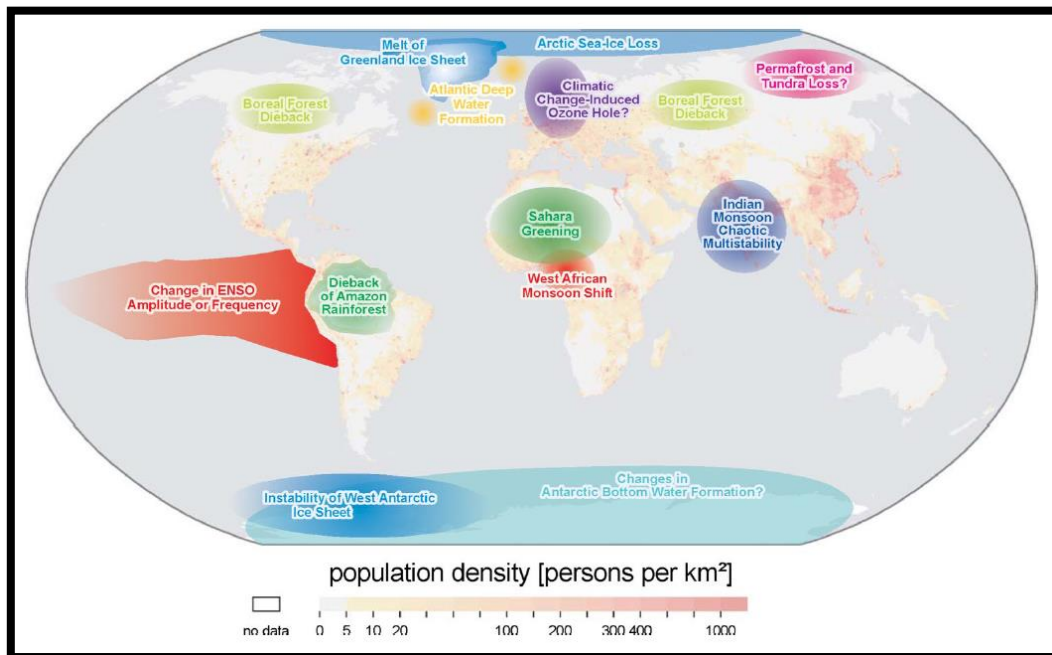 Melt of
Greenland Ice Sheet
Arctic Sea-Ice Loss
Permafrost and
Tundra Loss?
Atlantic Deep
Water
Formation
Climatic
Change-Induced
Ozone Hole?
Boreal Forest
Dieback
Boreal Forest
Dieback
Sahara
Greening
Indian
Monsoon
Chaotic
Multistability
West African
Monsoon Shift
Change in ENSO
Amplitude or Frequency
Dieback
of Amazon
Rainforest
Instability of West Antarctic
Ice Sheet
Changes in
Antarctic Bottom Water Formation?
population density [persons per km²]
no data
0 5 10 20 100 200 300 400 1000